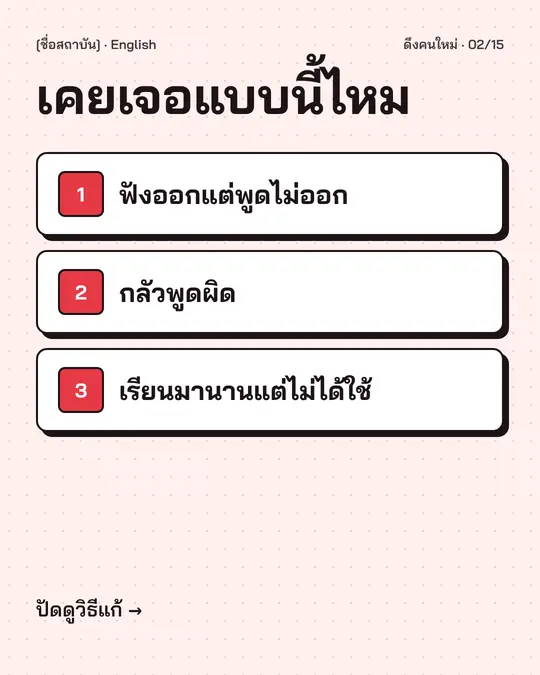 [ชื่อสถาบัน] · English
ดึงคนใหม่ · 02/15
เคยเจอแบบนี้ไหม
1 ฟังออกแต่พูดไม่ออก
2 กลัวพูดผิด
3 เรียนมานานแต่ไม่ได้ใช้
ปัดดูวิธีแก้ →